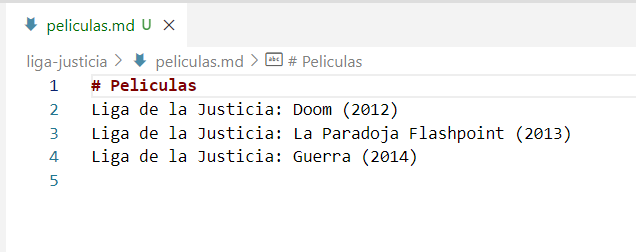 peliculas.md U ×
liga-justicia > peliculas.md > abc # Peliculas
1 # Peliculas
2 Liga de la Justicia: Doom (2012)
3 Liga de la Justicia: La Paradoja Flashpoint (2013)
4 Liga de la Justicia: Guerra (2014)
5